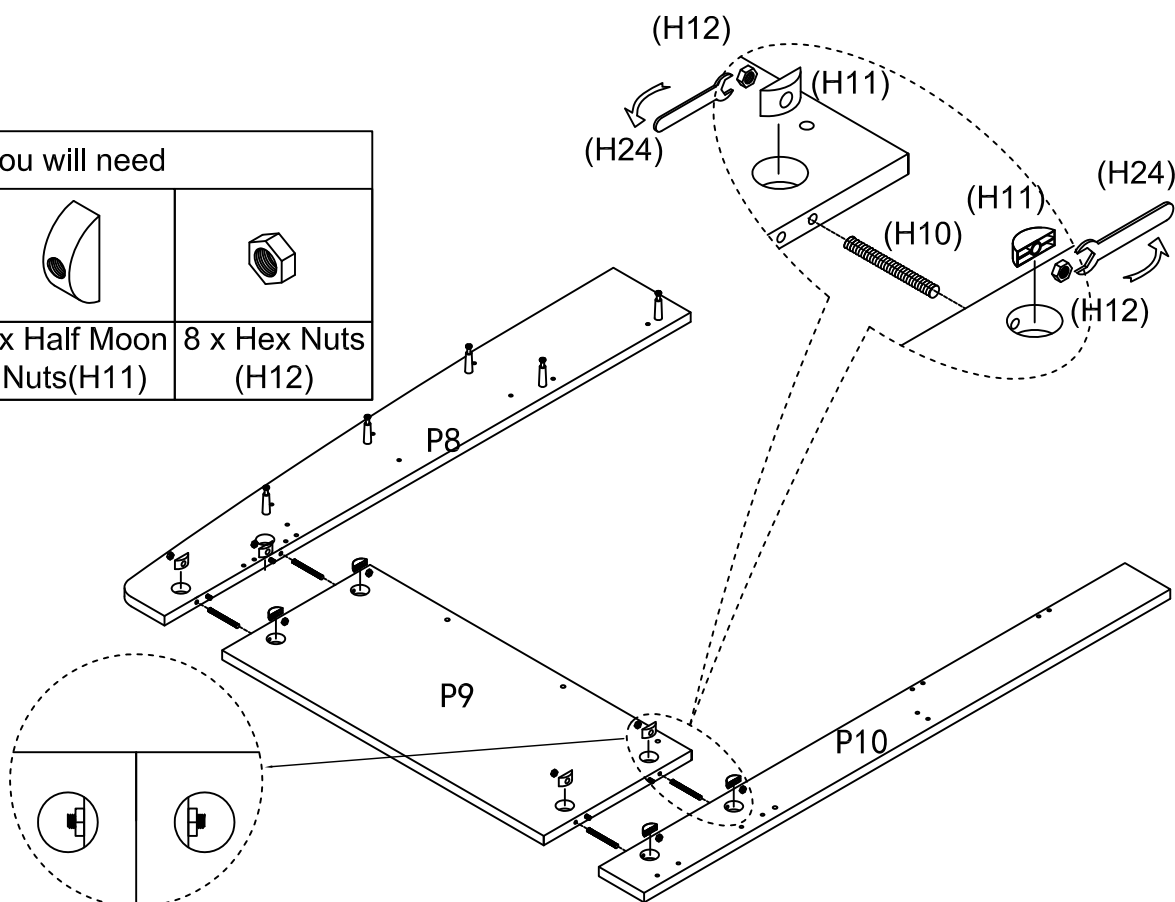 ou will need
x Half Moon
Nuts(H11)
8 x Hex Nuts
(H12)
(H12)
(H11)
(H24)
(H10)
(H11)
(H24)
(H12)
P8
P9
P10